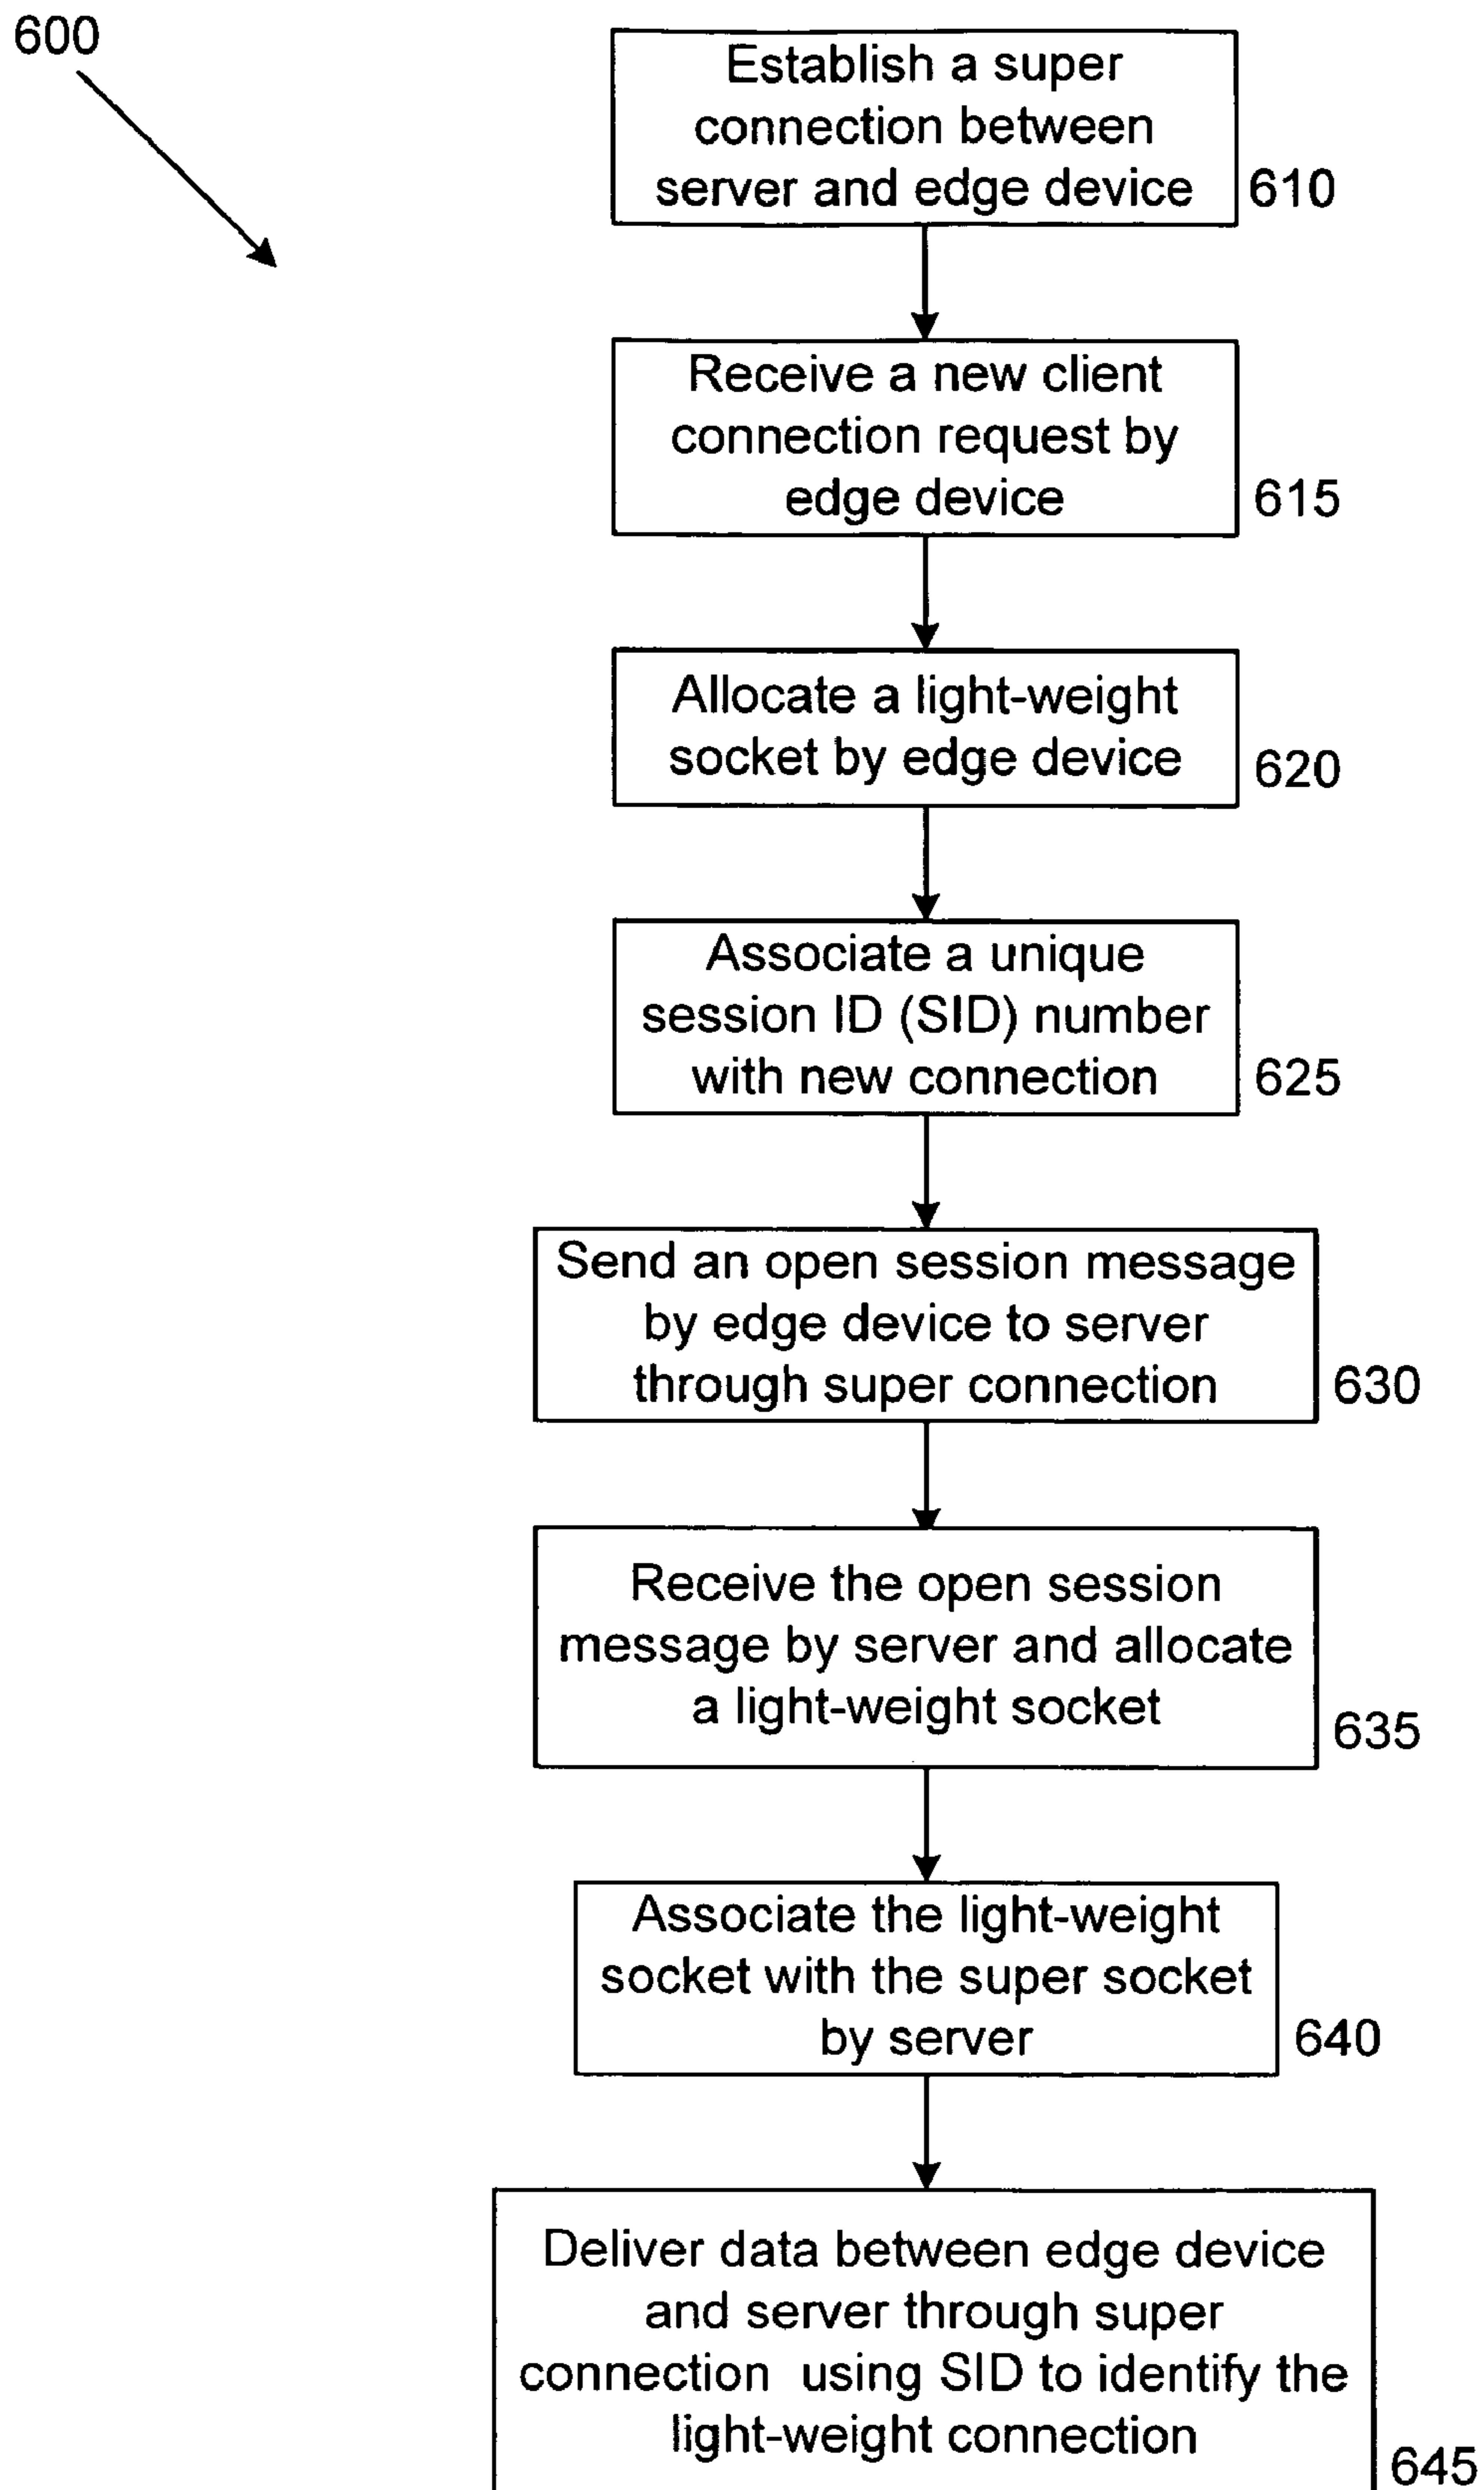 600
Establish a super
connection between
server and edge device
610
Receive a new client
connection request by
edge device
615
Allocate a light-weight
socket by edge device
620
Associate a unique
session ID (SID) number
with new connection
625
Send an open session message
by edge device to server
through super connection
630
Receive the open session
message by server and allocate
a light-weight socket
635
Associate the light-weight
socket with the super socket
by server
640
Deliver data between edge device
and server through super
connection using SID to identify the
light-weight connection
645